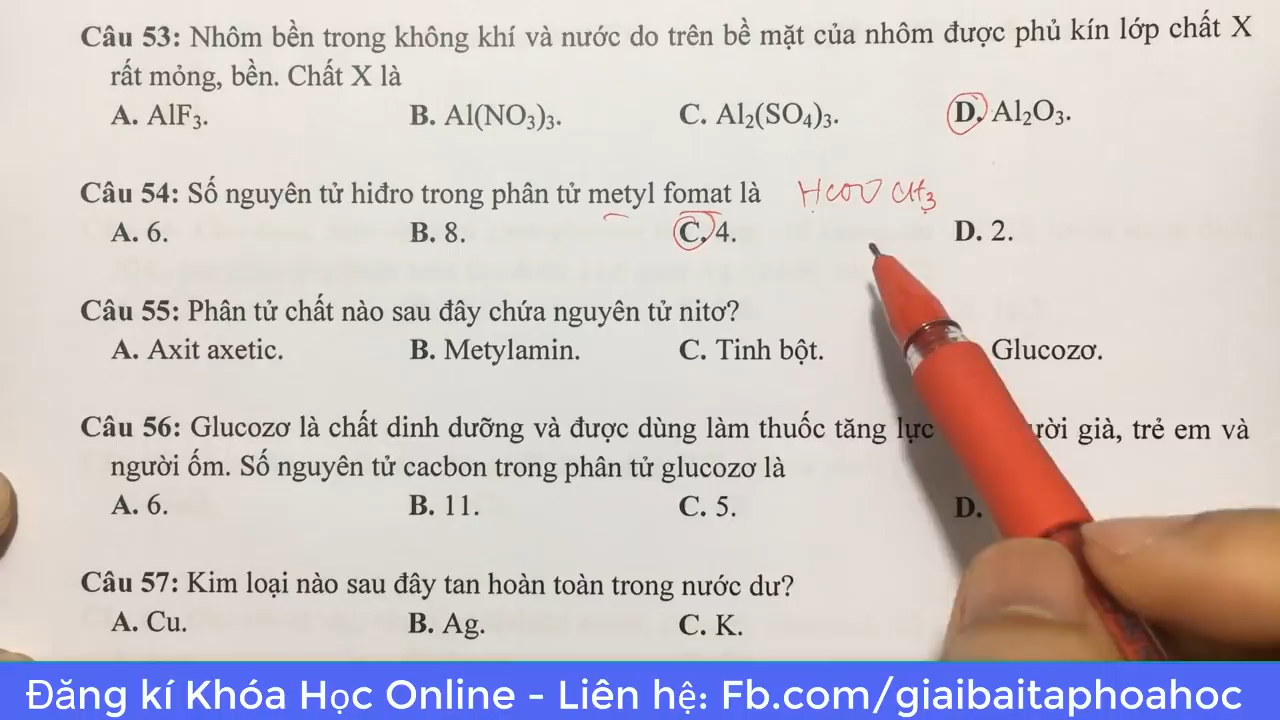 Câu 53: Nhôm bền trong không khí và nước do trên bề mặt của nhôm được phủ kín lớp chất X
rất mỏng, bền. Chất X là
A. AlF₃. B. Al(NO₃)₃. C. Al₂(SO₄)₃. D. Al₂O₃.
Câu 54: Số nguyên tử hiđro trong phân tử metyl fomat là HCOOCH₃
A. 6. B. 8. C. 4. D. 2.
Câu 55: Phân tử chất nào sau đây chứa nguyên tử nitơ?
A. Axit axetic. B. Metylamin. C. Tinh bột. Glucozơ.
Câu 56: Glucozơ là chất dinh dưỡng và được dùng làm thuốc tăng lực già, trẻ em và
người ốm. Số nguyên tử cacbon trong phân tử glucozơ là
A. 6. B. 11. C. 5. D.
Câu 57: Kim loại nào sau đây tan hoàn toàn trong nước dư?
A. Cu. B. Ag. C. K.
Đăng kí Khóa Học Online - Liên hệ: Fb.com/giaibaitaphoahoc